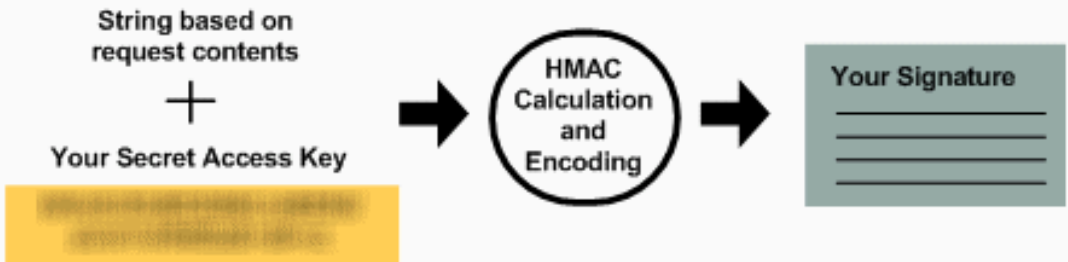 String based on
request contents
+
Your Secret Access Key
HMAC
Calculation
and
Encoding
Your Signature